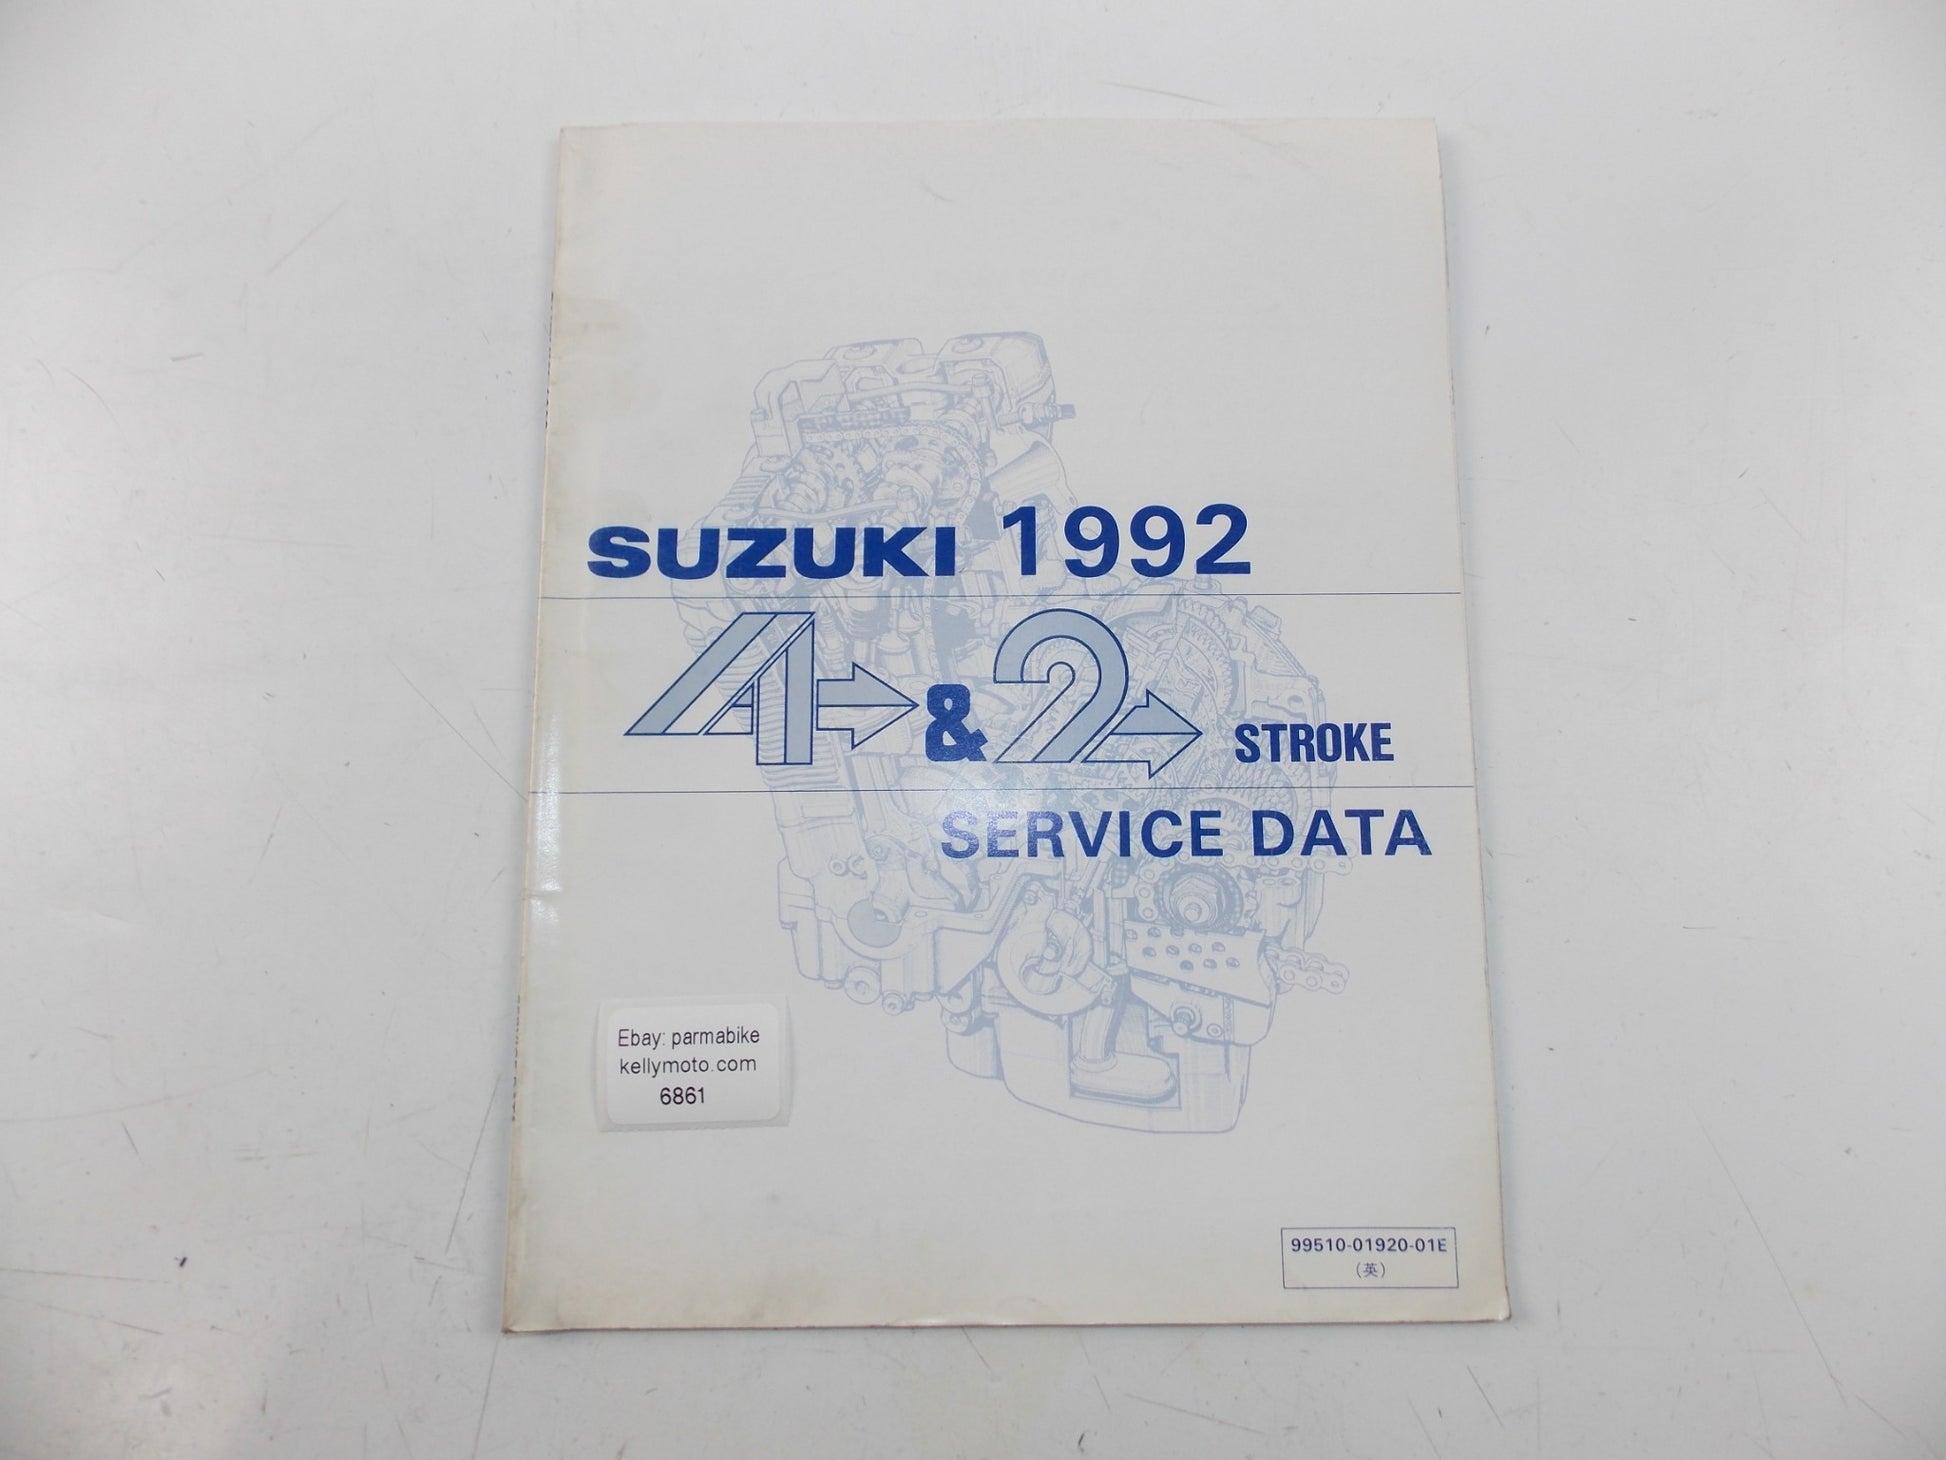 SUZUKI 1992
4 & 2 STROKE
SERVICE DATA
Ebay: parmabike
kellymoto.com
6861
99510-01920-01E
(英)